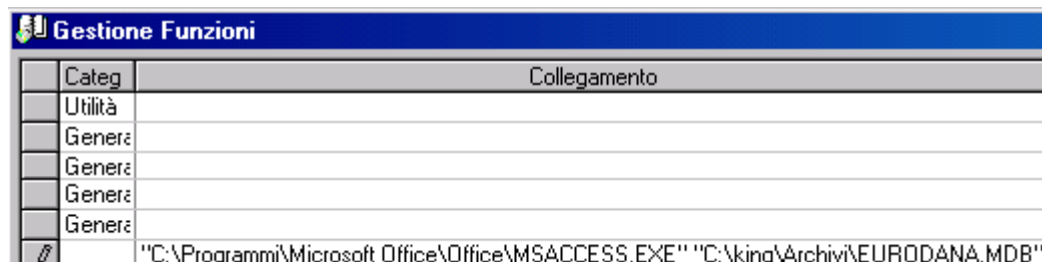 Gestione Funzioni
Categ Collegamento
Utilità
Genera
Genera
Genera
Genera
"C:\Programmi\Microsoft Office\Office\MSACCESS.EXE" "C:\king\Archivi\EURODANA.MDB"